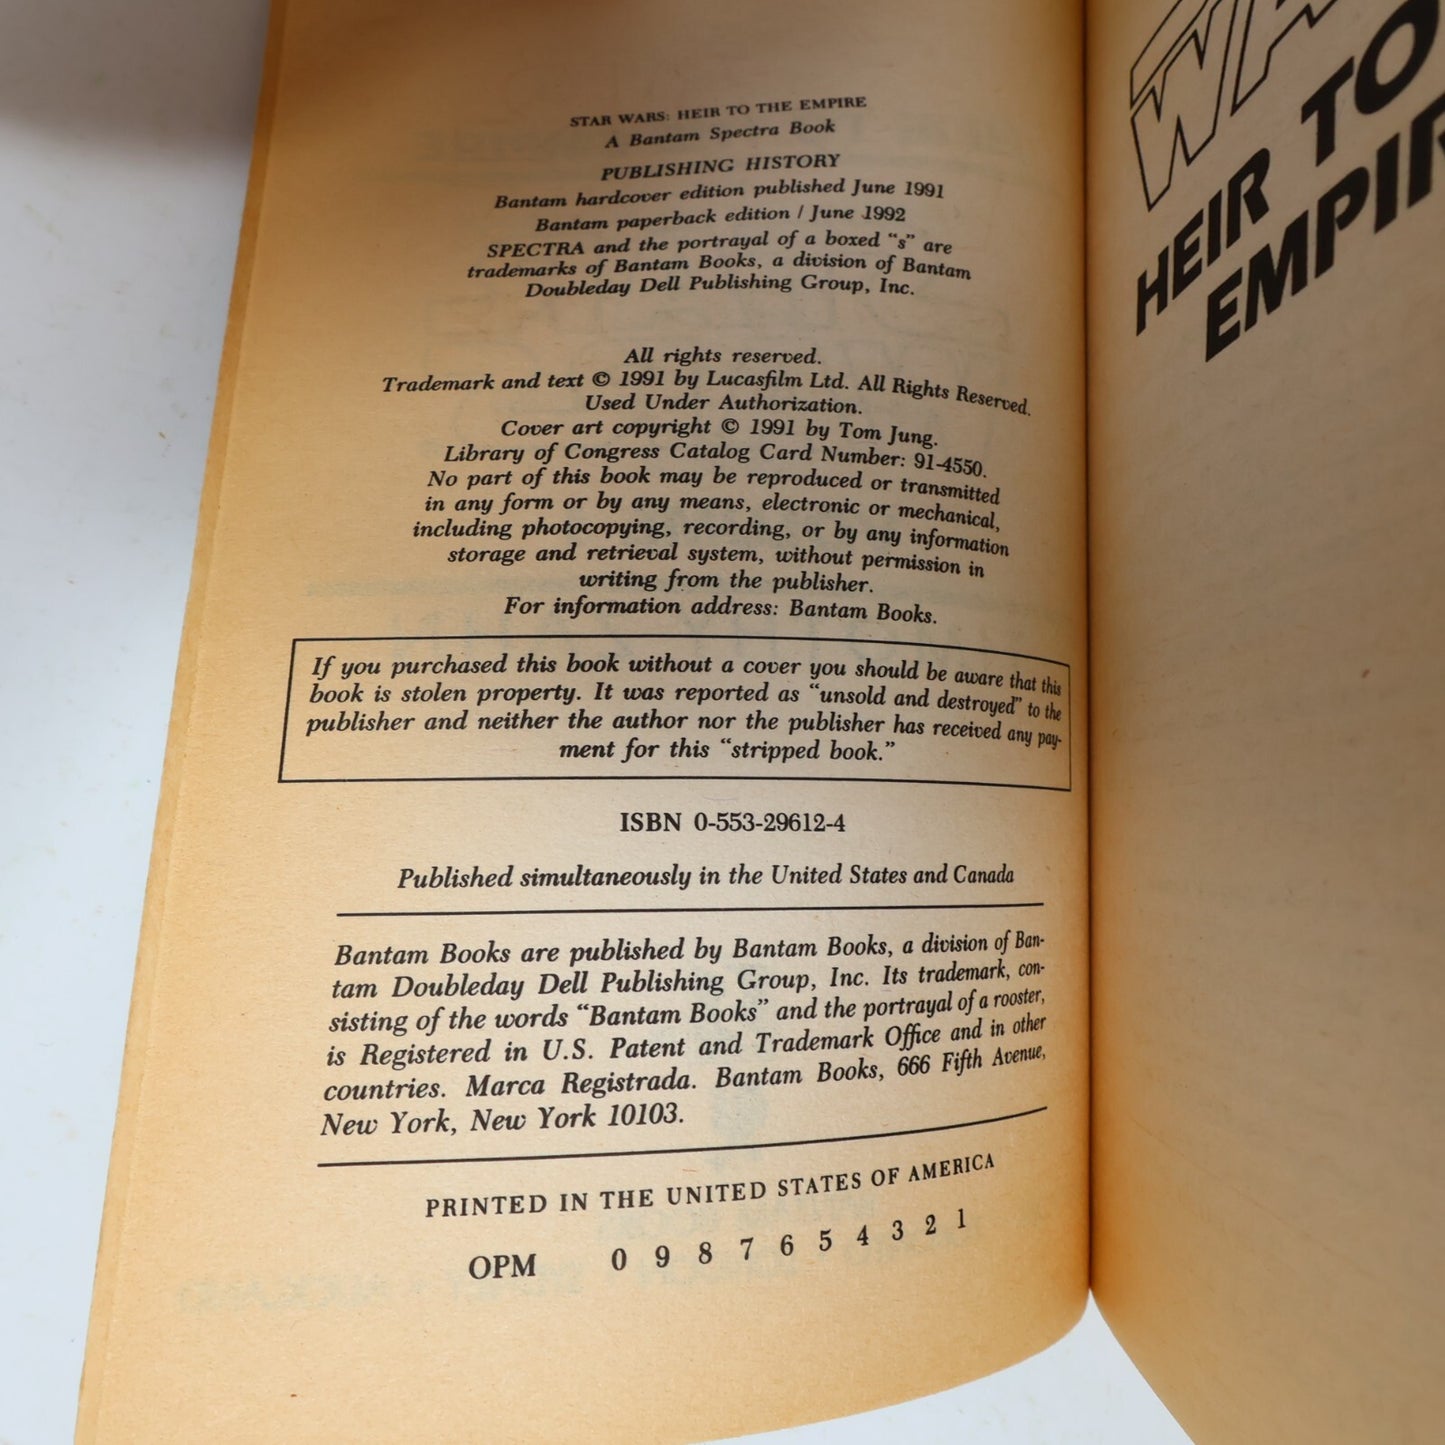 STAR WARS: HEIR TO THE EMPIRE
A Bantam Spectra Book
PUBLISHING HISTORY
Bantam hardcover edition published June 1991
Bantam paperback edition / June 1992
SPECTRA and the portrayal of a boxed “s” are
trademarks of Bantam Books, a division of Bantam
Doubleday Dell Publishing Group, Inc.
All rights reserved.
Trademark and text © 1991 by Lucasfilm Ltd. All Rights Reserved.
Used Under Authorization.
Cover art copyright © 1991 by Tom Jung.
Library of Congress Catalog Card Number: 91-4550.
No part of this book may be reproduced or transmitted
in any form or by any means, electronic or mechanical,
including photocopying, recording, or by any information
storage and retrieval system, without permission in
writing from the publisher.
For information address: Bantam Books.
If you purchased this book without a cover you should be aware that this
book is stolen property. It was reported as “unsold and destroyed” to the
publisher and neither the author nor the publisher has received any pay-
ment for this “stripped book.”
ISBN 0-553-29612-4
Published simultaneously in the United States and Canada
Bantam Books are published by Bantam Books, a division of Ban-
tam Doubleday Dell Publishing Group, Inc. Its trademark, con-
sisting of the words “Bantam Books” and the portrayal of a rooster,
is Registered in U.S. Patent and Trademark Office and in other
countries. Marca Registrada. Bantam Books, 666 Fifth Avenue,
New York, New York 10103.
PRINTED IN THE UNITED STATES OF AMERICA
OPM 0 9 8 7 6 5 4 3 2 1
HEIR TO
EMPIR